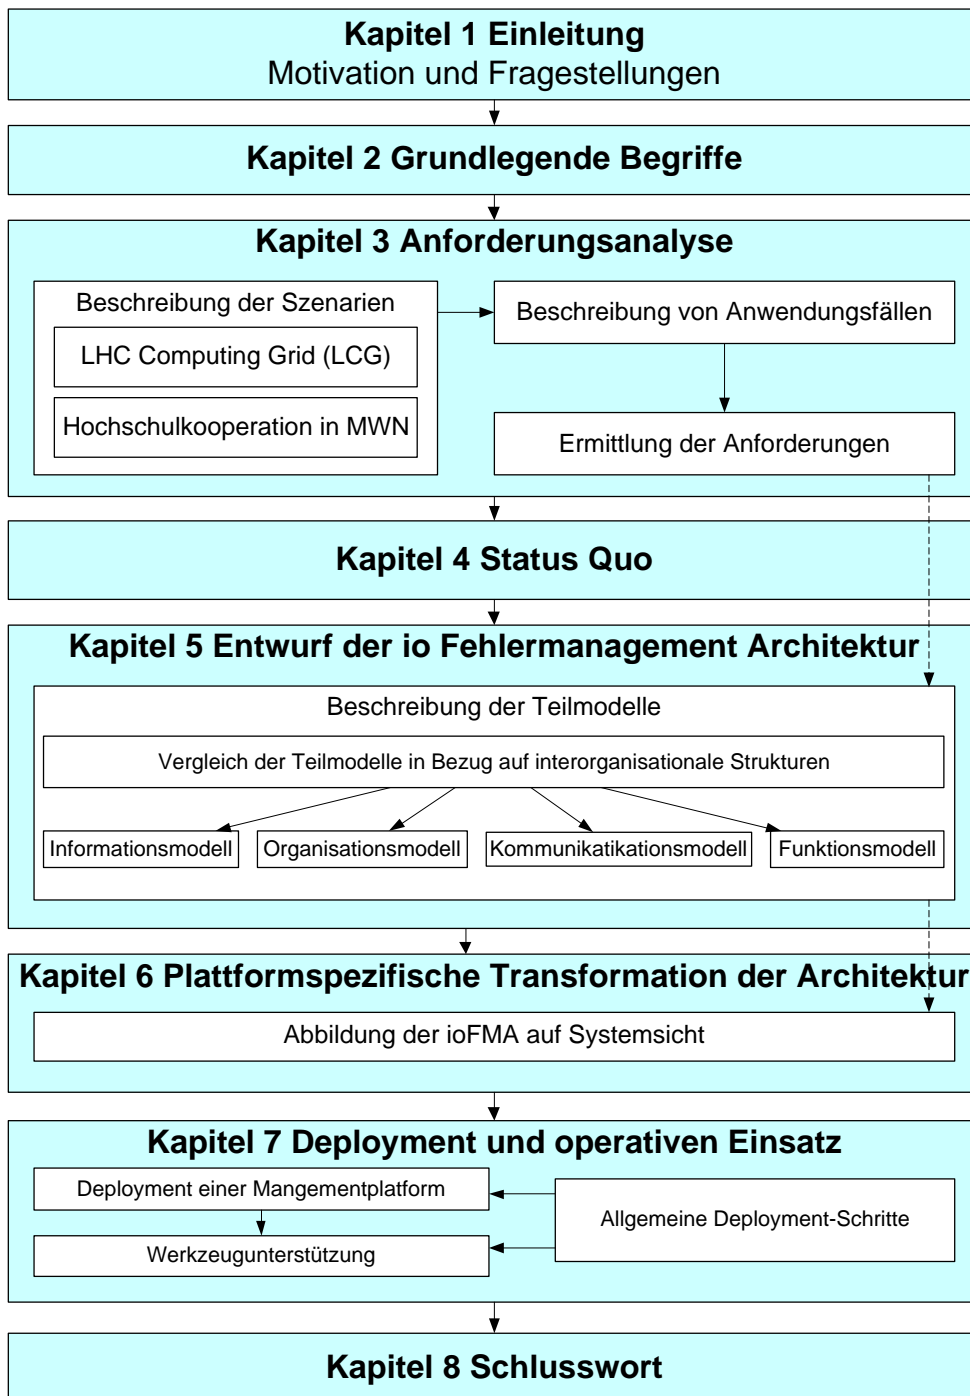 Kapitel 1 Einleitung
Motivation und Fragestellungen
Kapitel 2 Grundlegende Begriffe
Kapitel 3 Anforderungsanalyse
Beschreibung der Szenarien
LHC Computing Grid (LCG)
Hochschulkooperation in MWN
Beschreibung von Anwendungsfällen
Ermittlung der Anforderungen
Kapitel 4 Status Quo
Kapitel 5 Entwurf der io Fehlermanagement Architektur
Beschreibung der Teilmodelle
Vergleich der Teilmodelle in Bezug auf interorganisationale Strukturen
Informationsmodell
Organisationsmodell
Kommunikatikationsmodell
Funktionsmodell
Kapitel 6 Plattformspezifische Transformation der Architektur
Abbildung der ioFMA auf Systemsicht
Kapitel 7 Deployment und operativen Einsatz
Deployment einer Mangementplatform
Werkzeugunterstützung
Allgemeine Deployment-Schritte
Kapitel 8 Schlusswort